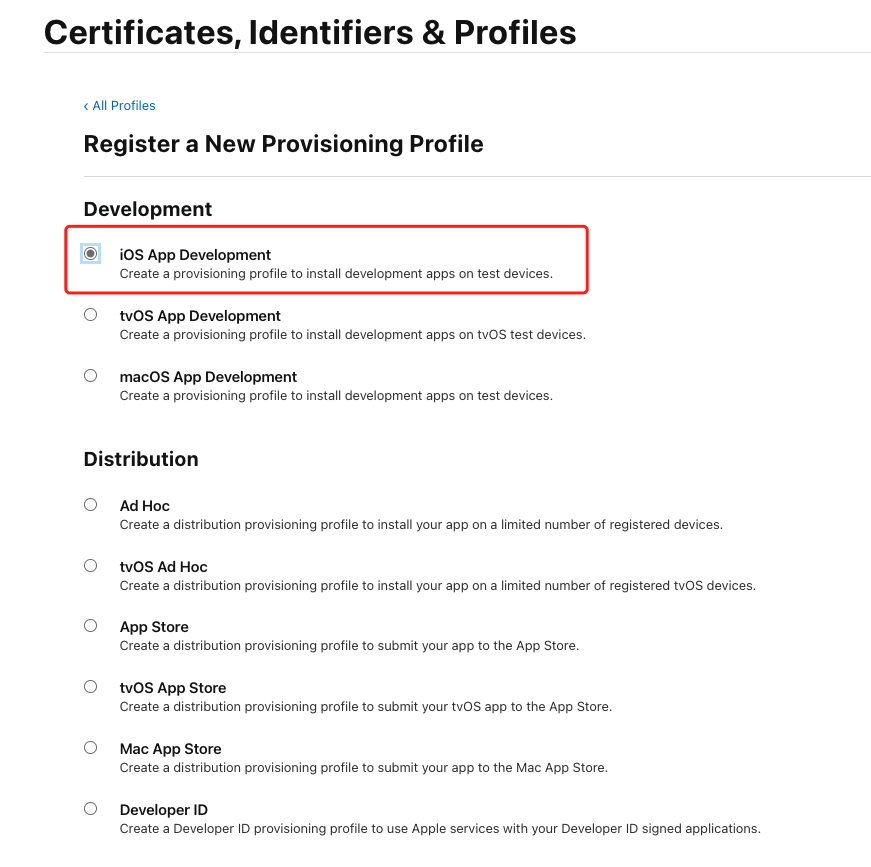 Certificates, Identifiers & Profiles
‹ All Profiles
Register a New Provisioning Profile
Development
iOS App Development
Create a provisioning profile to install development apps on test devices.
tvOS App Development
Create a provisioning profile to install development apps on tvOS test devices.
macOS App Development
Create a provisioning profile to install development apps on test devices.
Distribution
Ad Hoc
Create a distribution provisioning profile to install your app on a limited number of registered devices.
tvOS Ad Hoc
Create a distribution provisioning profile to install your app on a limited number of registered tvOS devices.
App Store
Create a distribution provisioning profile to submit your app to the App Store.
tvOS App Store
Create a distribution provisioning profile to submit your tvOS app to the App Store.
Mac App Store
Create a distribution provisioning profile to submit your app to the Mac App Store.
Developer ID
Create a Developer ID provisioning profile to use Apple services with your Developer ID signed applications.